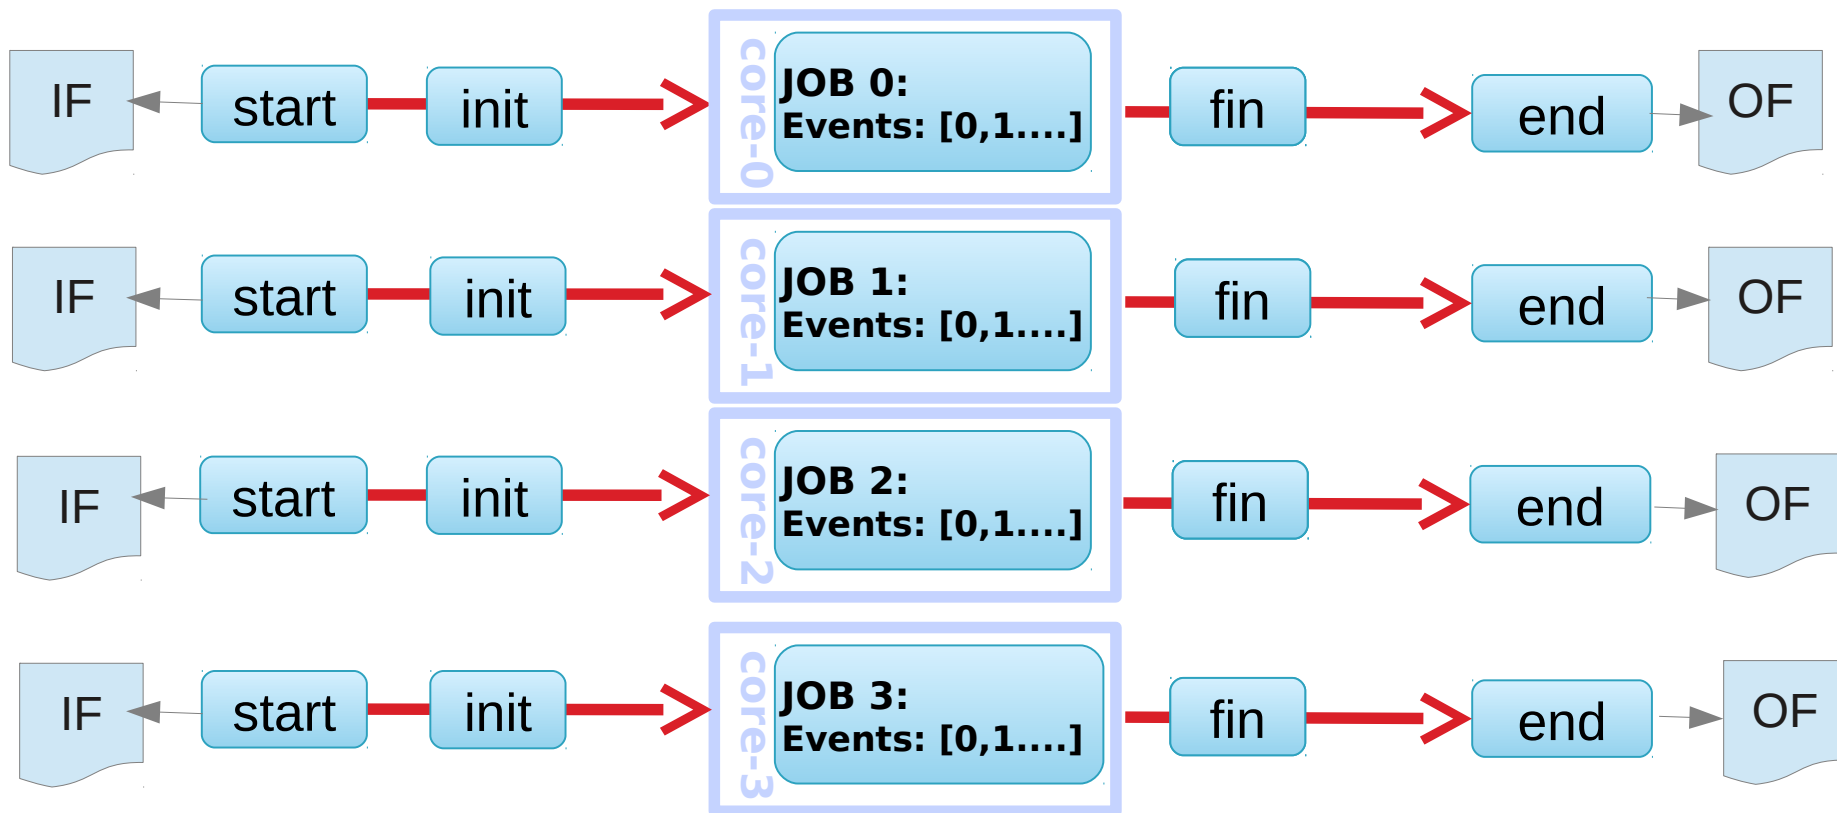 IF
start
init
core-0
JOB 0:
Events: [0,1....]
fin
end
OF
IF
start
init
core-1
JOB 1:
Events: [0,1....]
fin
end
OF
IF
start
init
core-2
JOB 2:
Events: [0,1....]
fin
end
OF
IF
start
init
core-3
JOB 3:
Events: [0,1....]
fin
end
OF